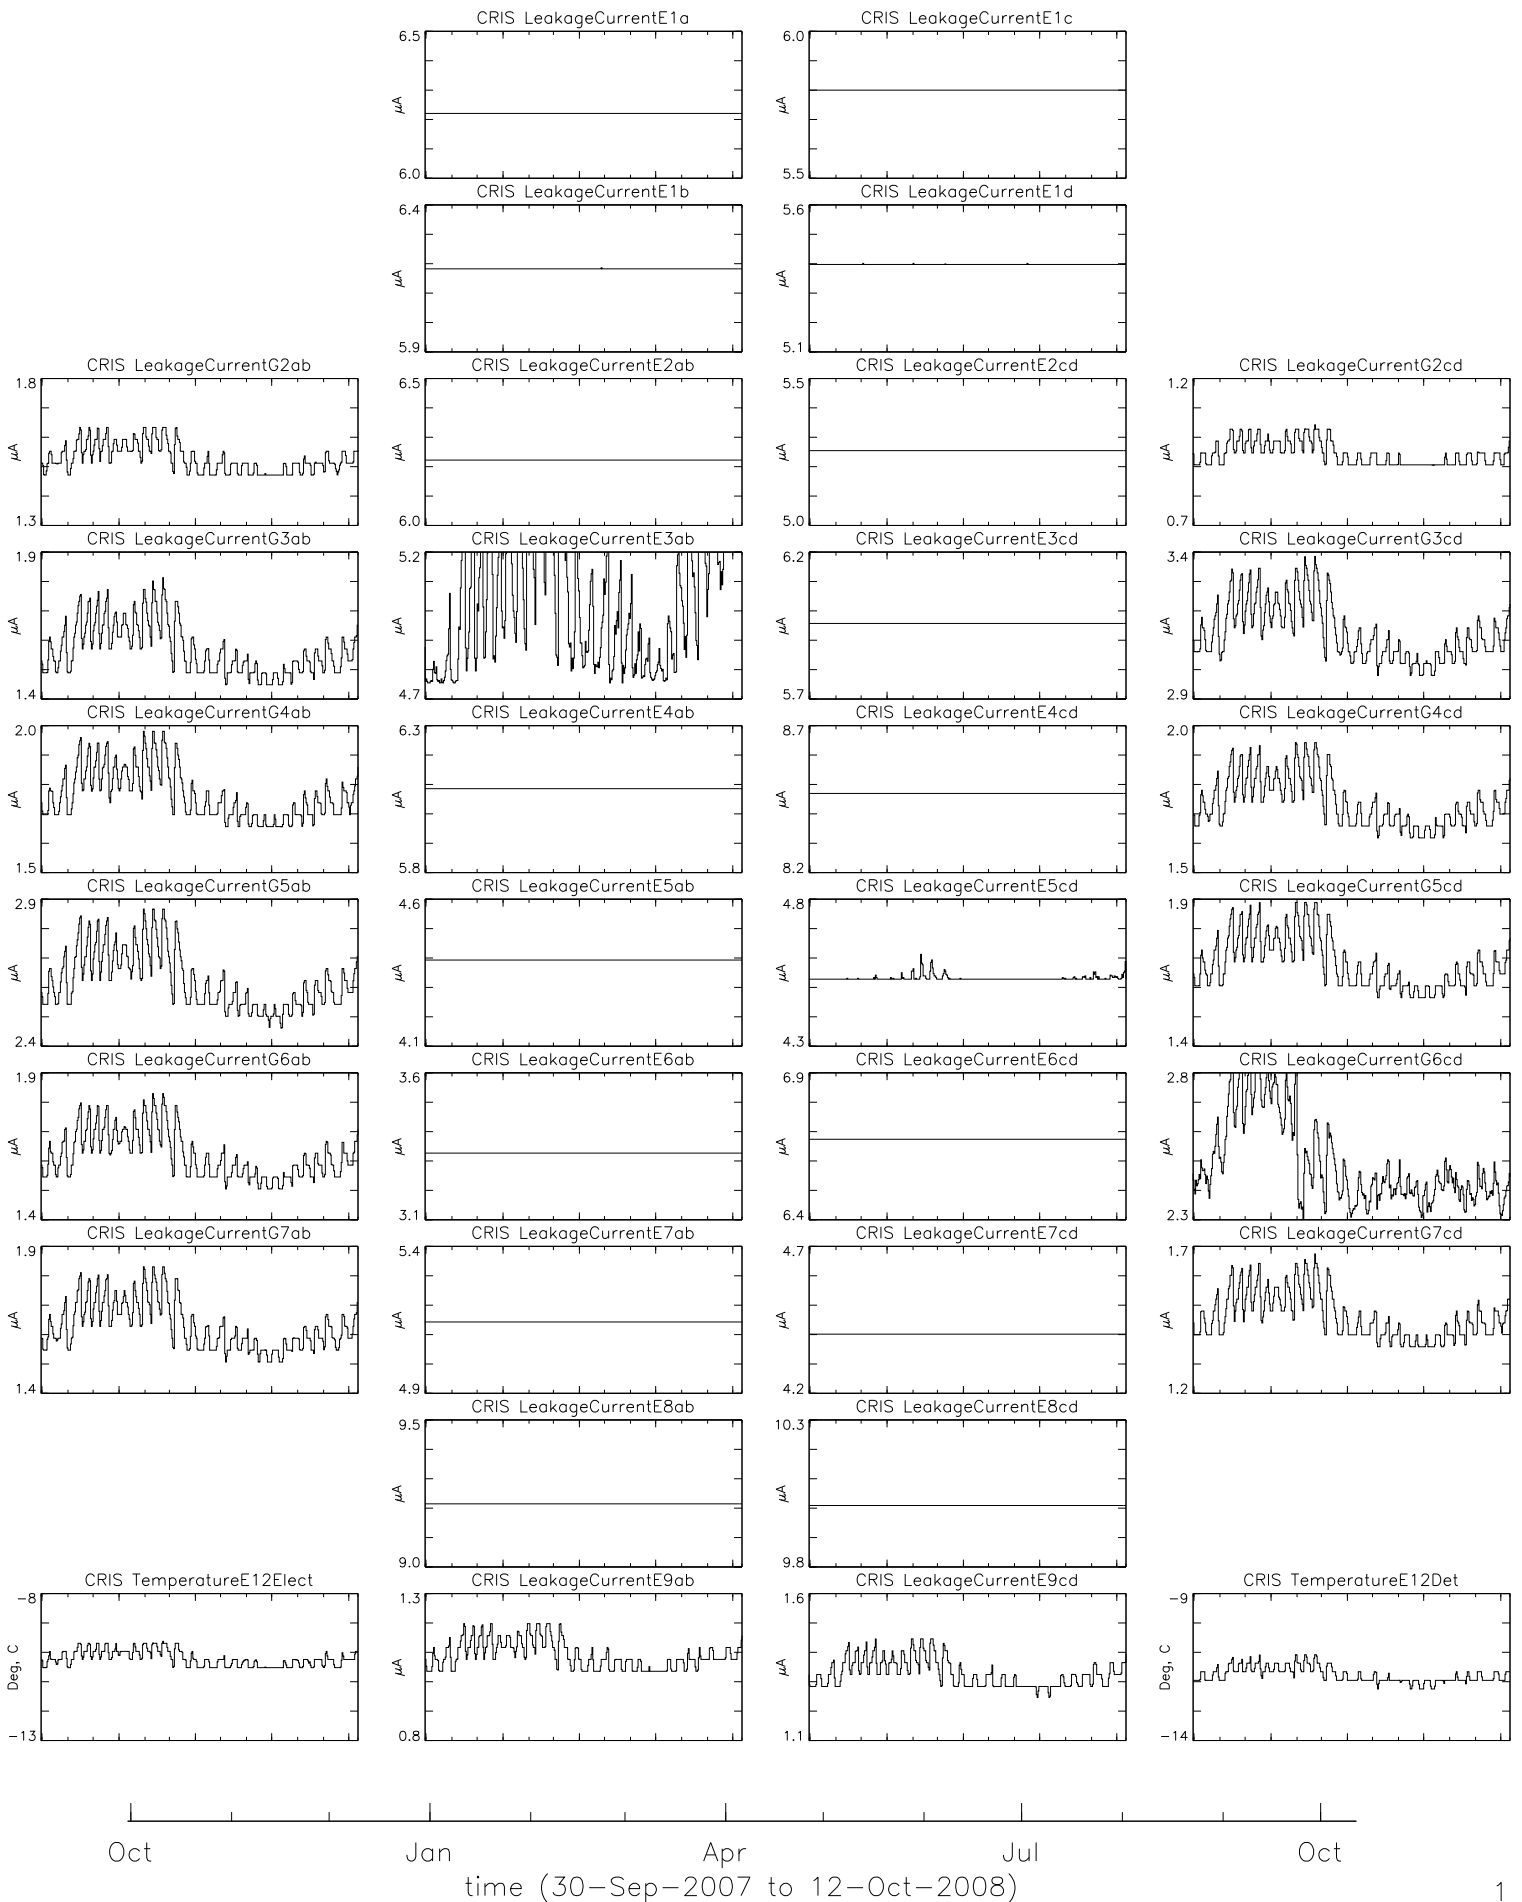 CRIS LeakageCurrentE1a
CRIS LeakageCurrentE1c
6.5
μA
6.0
6.0
μA
5.5
CRIS LeakageCurrentE1b
CRIS LeakageCurrentE1d
6.4
μA
5.9
5.6
μA
5.1
CRIS LeakageCurrentG2ab
CRIS LeakageCurrentE2ab
CRIS LeakageCurrentE2cd
CRIS LeakageCurrentG2cd
1.8
μA
1.3
6.5
μA
6.0
5.5
μA
5.0
1.2
μA
0.7
CRIS LeakageCurrentG3ab
CRIS LeakageCurrentE3ab
CRIS LeakageCurrentE3cd
CRIS LeakageCurrentG3cd
1.9
μA
1.4
5.2
μA
4.7
6.2
μA
5.7
3.4
μA
2.9
CRIS LeakageCurrentG4ab
CRIS LeakageCurrentE4ab
CRIS LeakageCurrentE4cd
CRIS LeakageCurrentG4cd
2.0
μA
1.5
6.3
μA
5.8
8.7
μA
8.2
2.0
μA
1.5
CRIS LeakageCurrentG5ab
CRIS LeakageCurrentE5ab
CRIS LeakageCurrentE5cd
CRIS LeakageCurrentG5cd
2.9
μA
2.4
4.6
μA
4.1
4.8
μA
4.3
1.9
μA
1.4
CRIS LeakageCurrentG6ab
CRIS LeakageCurrentE6ab
CRIS LeakageCurrentE6cd
CRIS LeakageCurrentG6cd
1.9
μA
1.4
3.6
μA
3.1
6.9
μA
6.4
2.8
μA
2.3
CRIS LeakageCurrentG7ab
CRIS LeakageCurrentE7ab
CRIS LeakageCurrentE7cd
CRIS LeakageCurrentG7cd
1.9
μA
1.4
5.4
μA
4.9
4.7
μA
4.2
1.7
μA
1.2
CRIS LeakageCurrentE8ab
CRIS LeakageCurrentE8cd
9.5
μA
9.0
10.3
μA
9.8
CRIS TemperatureE12Elect
CRIS LeakageCurrentE9ab
CRIS LeakageCurrentE9cd
CRIS TemperatureE12Det
−8
Deg, C
−13
1.3
μA
0.8
1.6
μA
1.1
−9
Deg, C
−14
Oct Jan Apr Jul Oct
time (30−Sep−2007 to 12−Oct−2008)
1